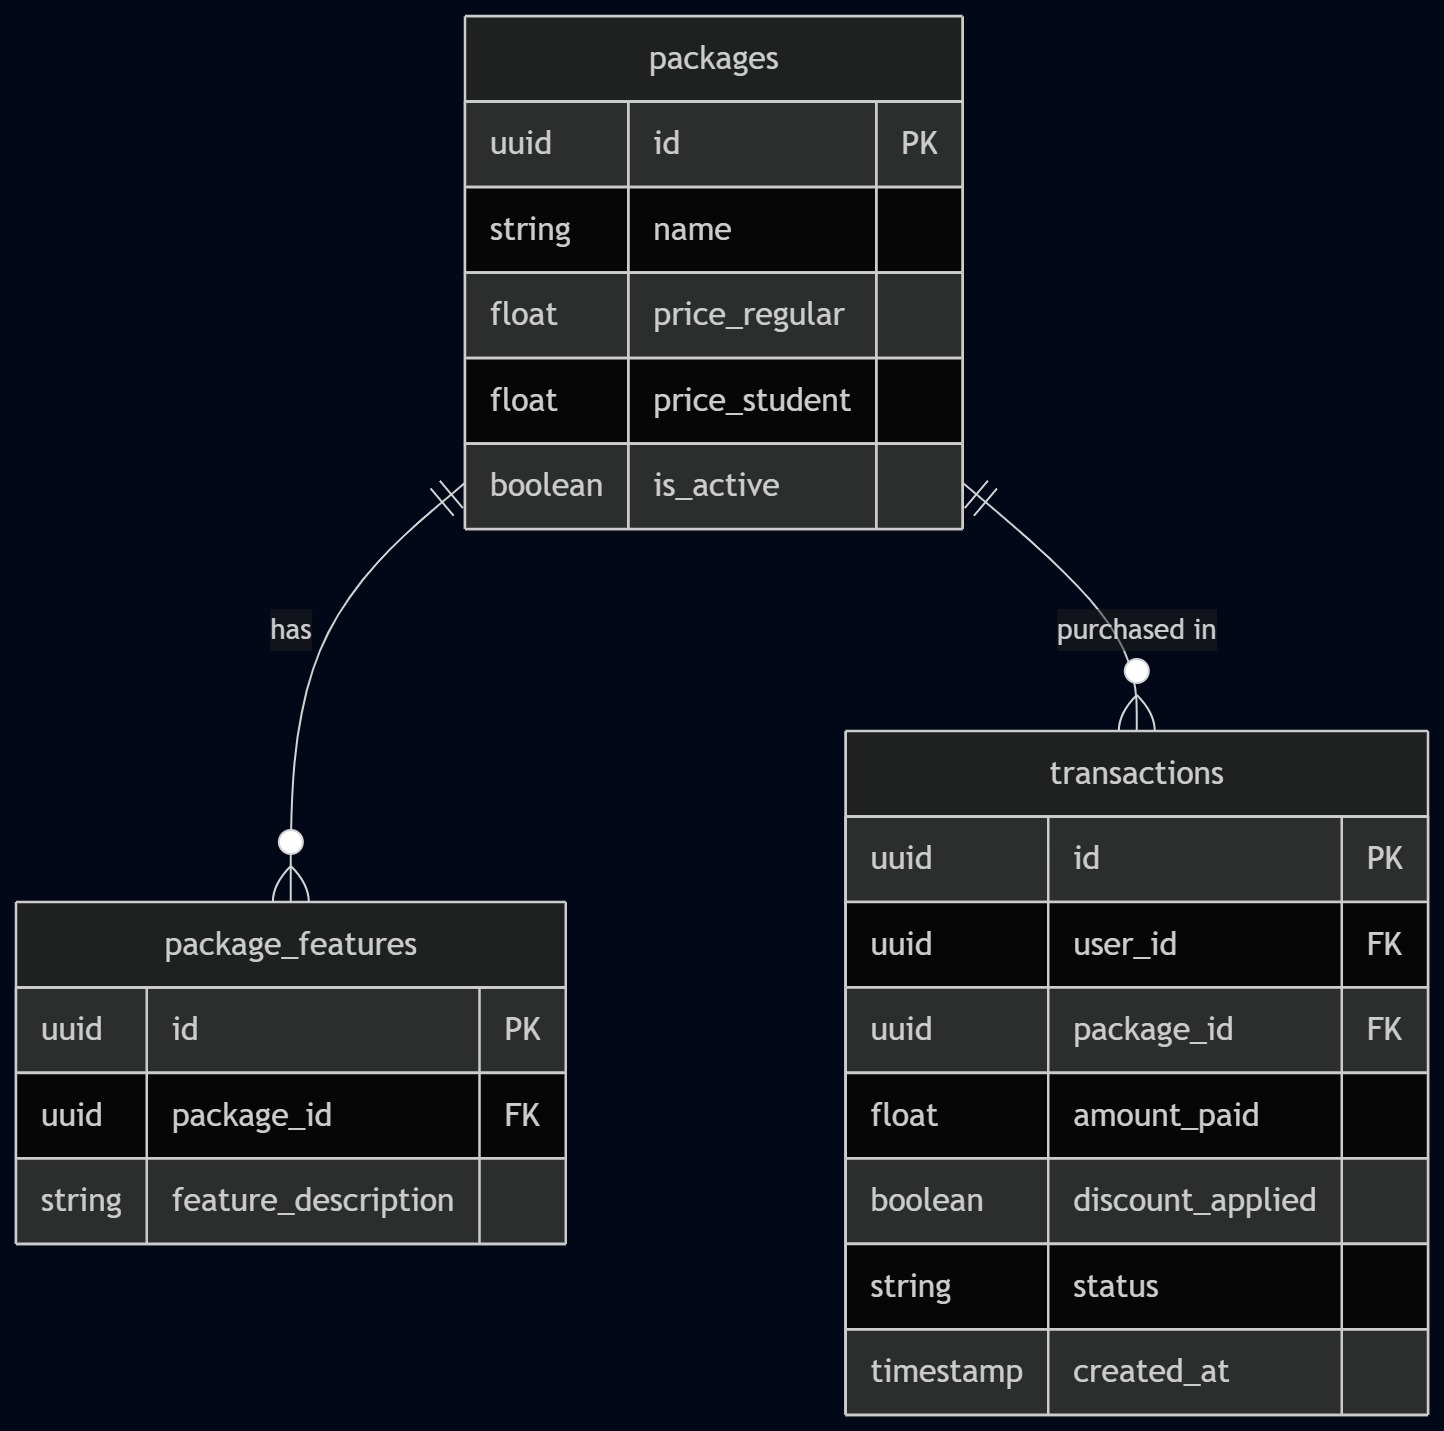 packages
uuid id PK
string name
float price_regular
float price_student
boolean is_active
has
purchased in
package_features
uuid id PK
uuid package_id FK
string feature_description
transactions
uuid id PK
uuid user_id FK
uuid package_id FK
float amount_paid
boolean discount_applied
string status
timestamp created_at